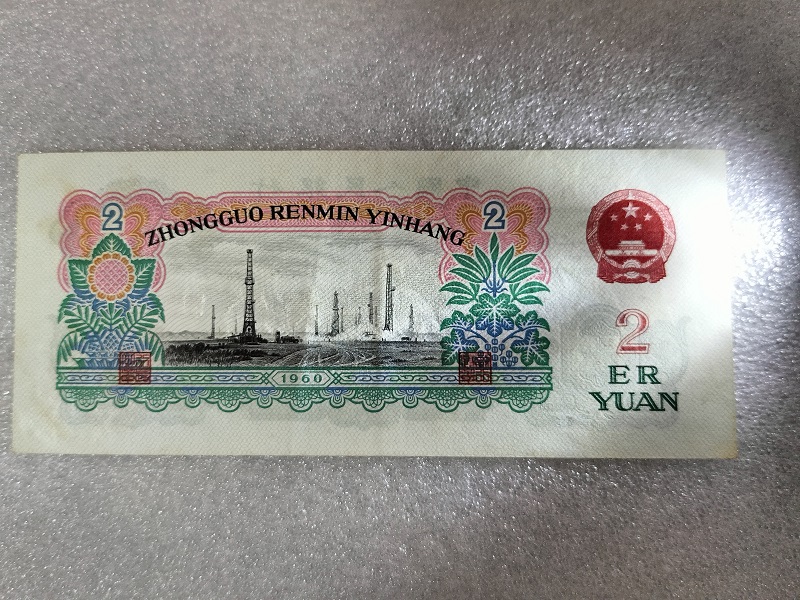 2 2
ZHONGGUO RENMIN YINHANG
1960
2
ER
YUAN